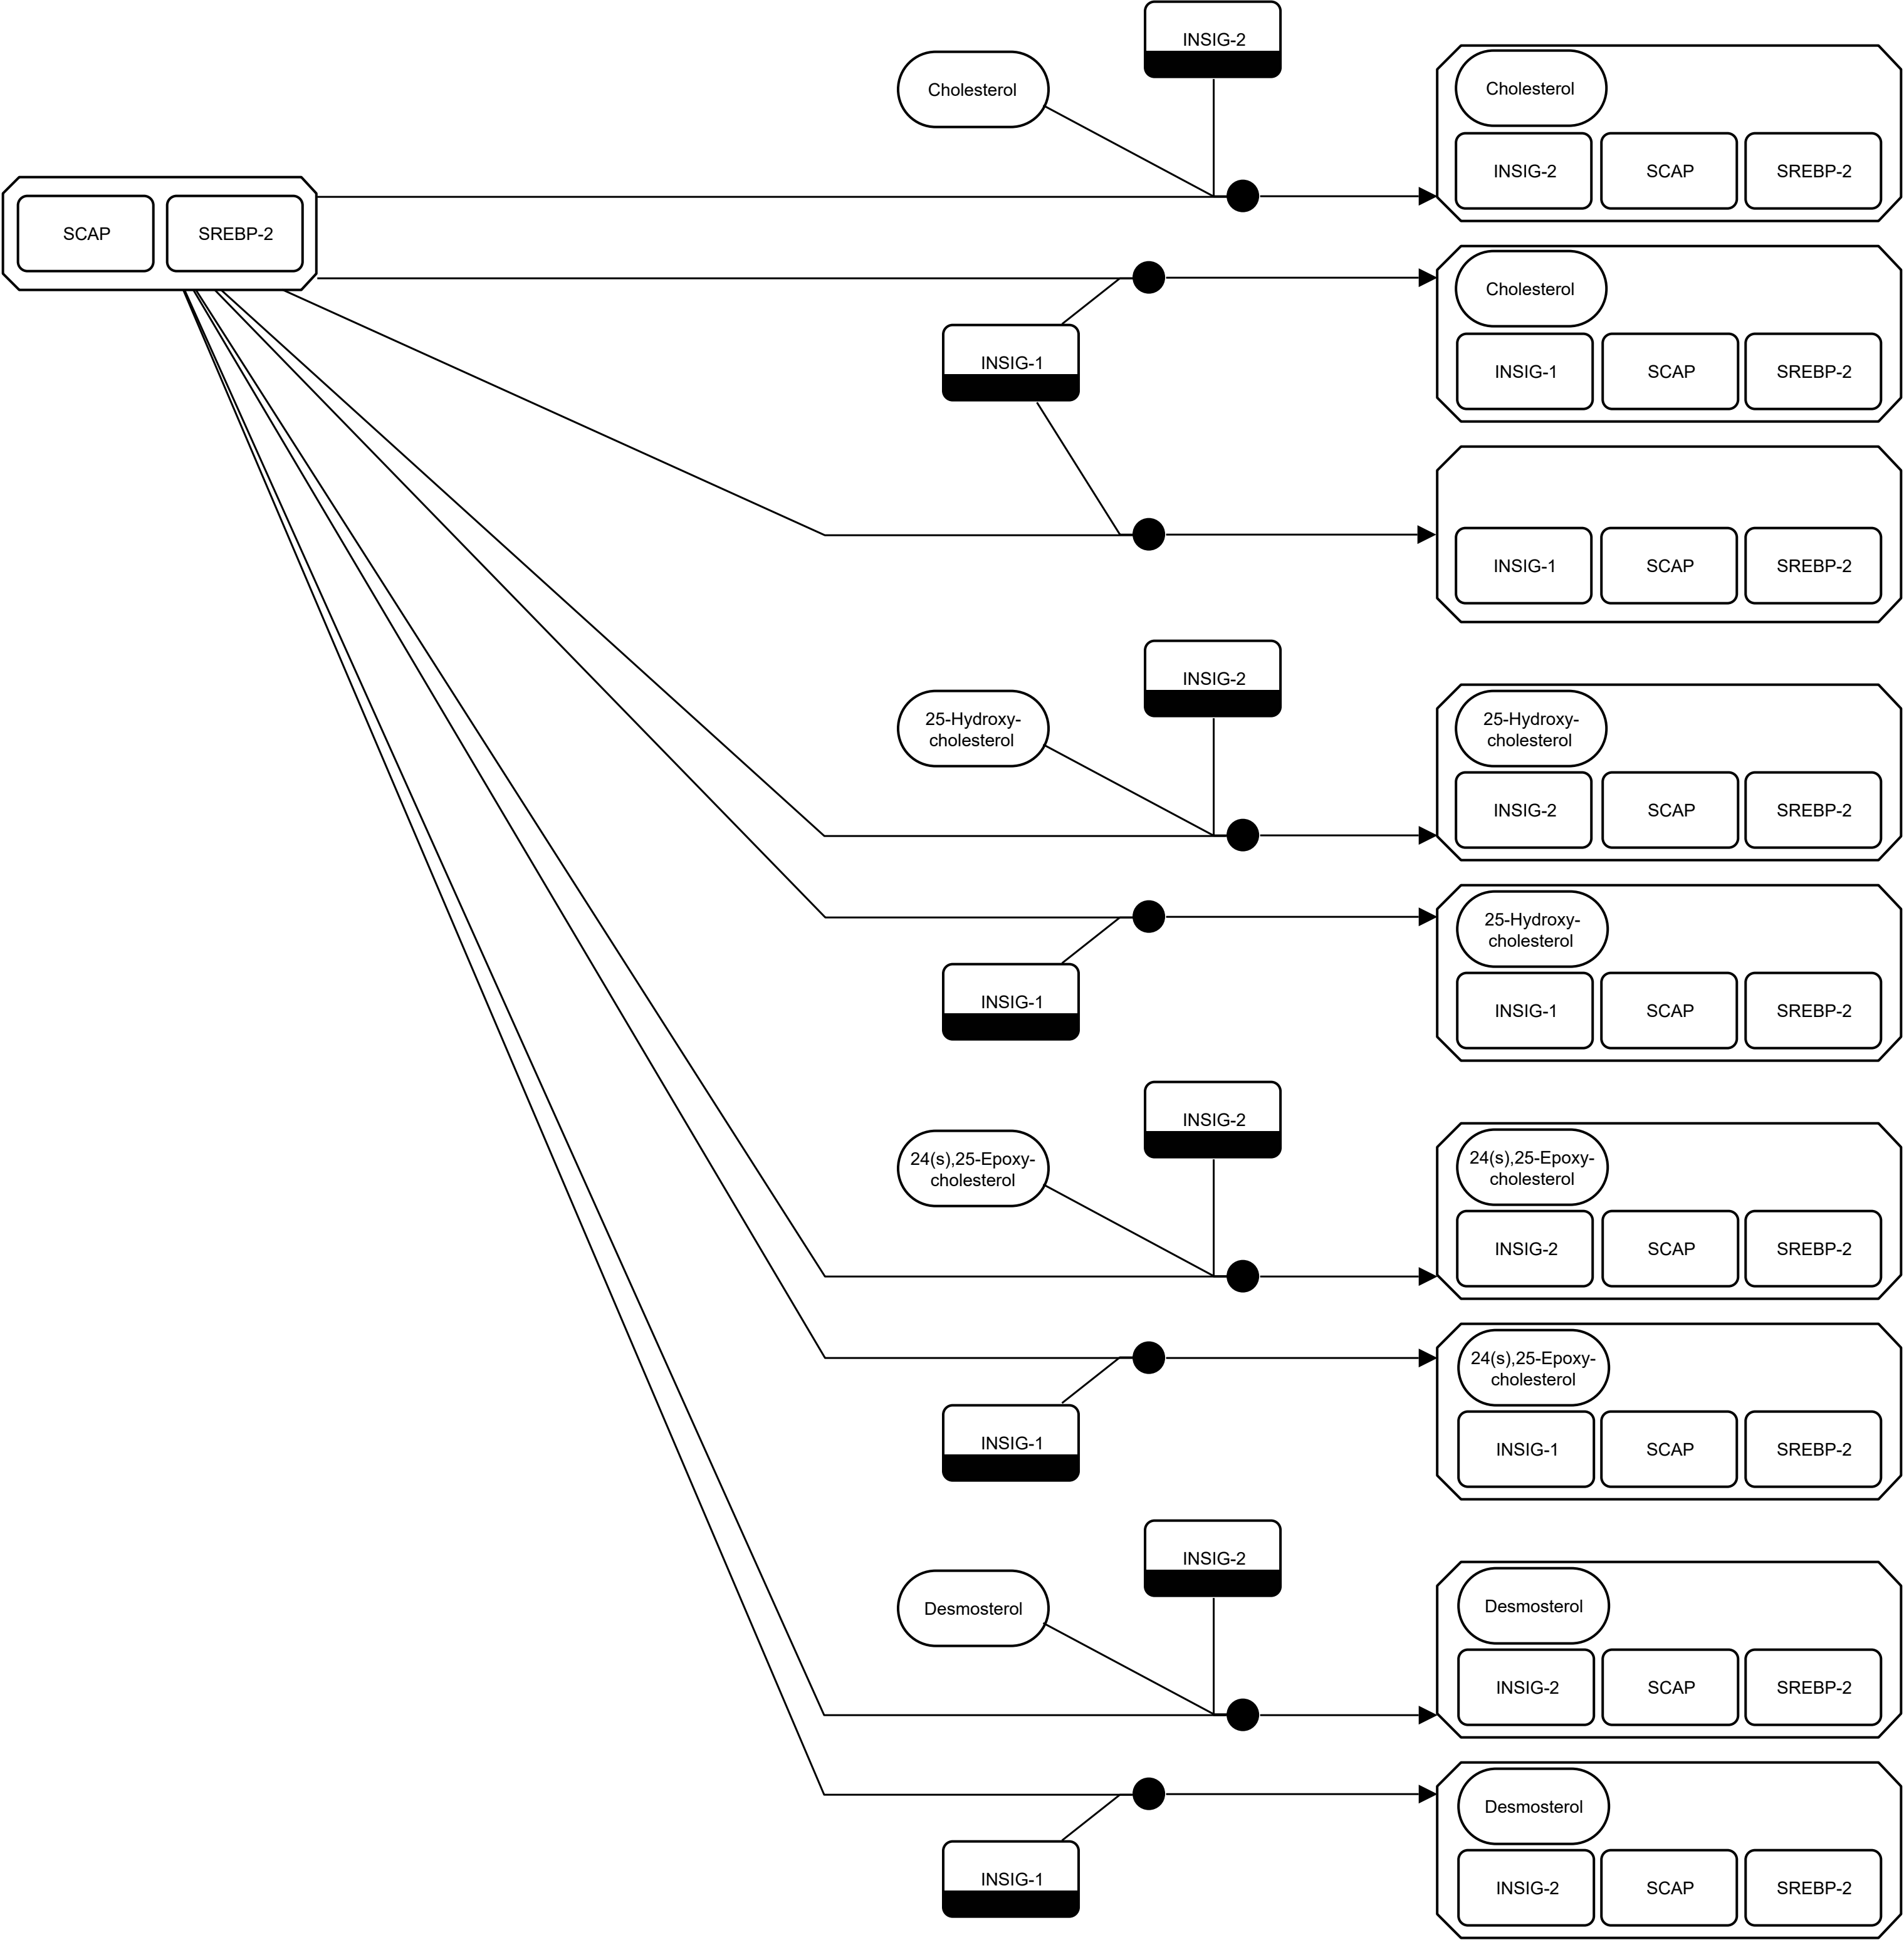 INSIG-2
Cholesterol
Cholesterol
INSIG-2
SCAP
SREBP-2
SCAP
SREBP-2
Cholesterol
INSIG-1
INSIG-1
SCAP
SREBP-2
INSIG-1
SCAP
SREBP-2
INSIG-2
25-Hydroxy-
cholesterol
25-Hydroxy-
cholesterol
INSIG-2
SCAP
SREBP-2
25-Hydroxy-
cholesterol
INSIG-1
INSIG-1
SCAP
SREBP-2
INSIG-2
24(s),25-Epoxy-
cholesterol
24(s),25-Epoxy-
cholesterol
INSIG-2
SCAP
SREBP-2
24(s),25-Epoxy-
cholesterol
INSIG-1
INSIG-1
SCAP
SREBP-2
INSIG-2
Desmosterol
Desmosterol
INSIG-2
SCAP
SREBP-2
Desmosterol
INSIG-1
INSIG-2
SCAP
SREBP-2